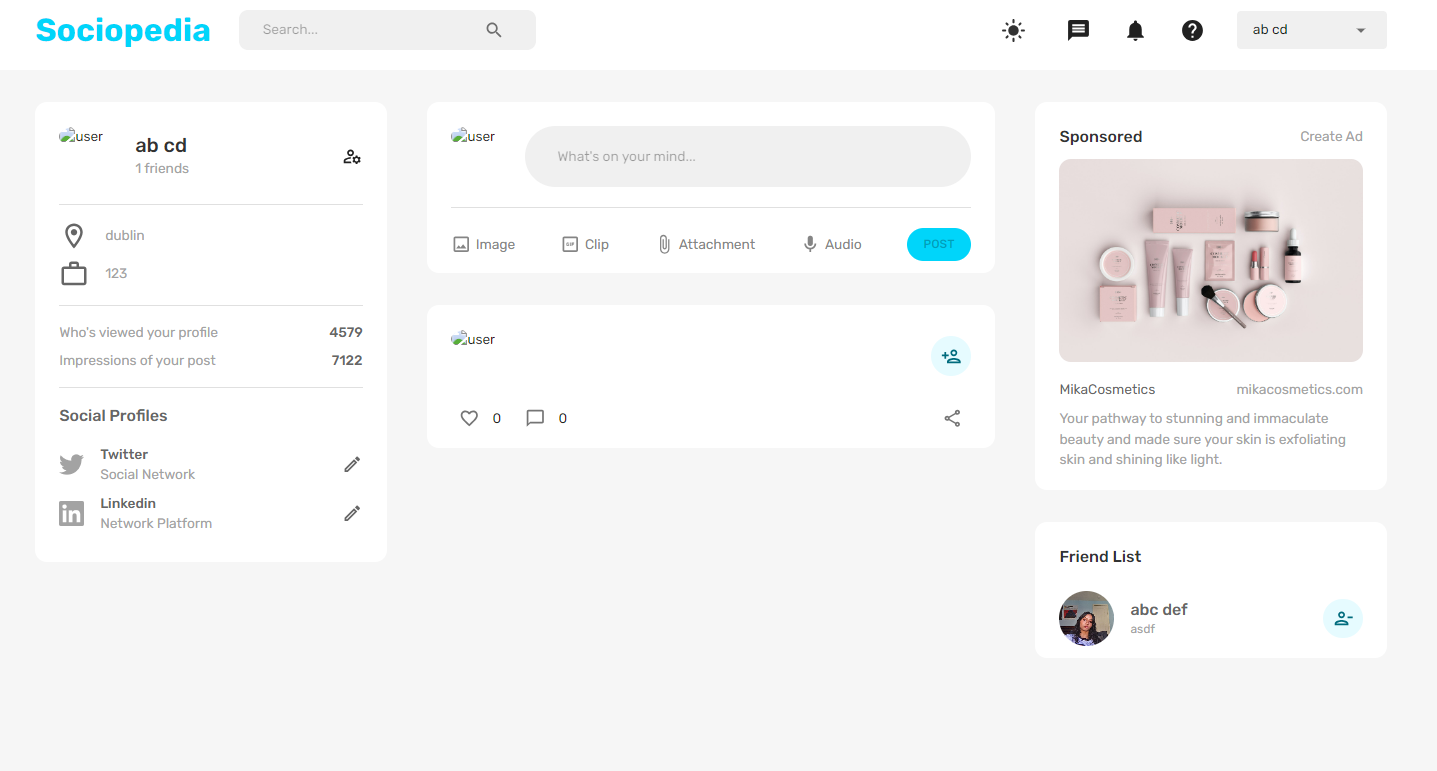 Sociopedia
Search...
ab cd
user
ab cd
1 friends
dublin
123
Who's viewed your profile 4579
Impressions of your post 7122
Social Profiles
Twitter
Social Network
Linkedin
Network Platform
user
What's on your mind...
Image
GIF
Clip
Attachment
Audio
POST
user
0
0
Sponsored
Create Ad
MikaCosmetics
mikacosmetics.com
Your pathway to stunning and immaculate
beauty and made sure your skin is exfoliating
skin and shining like light.
Friend List
abc def
asdf